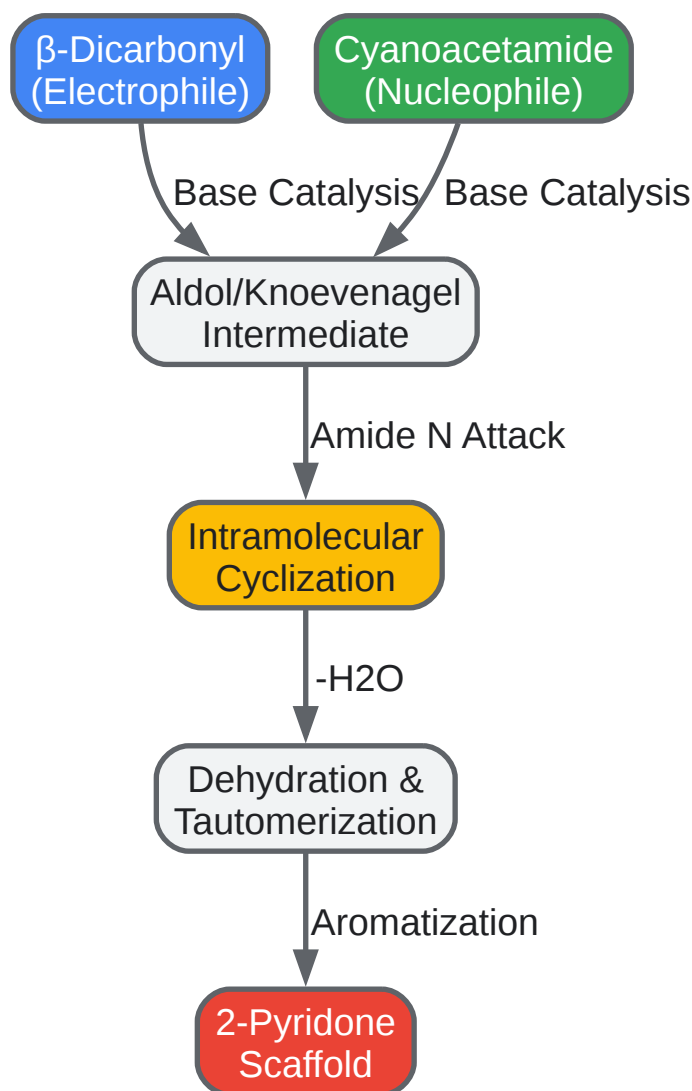 β-Dicarbonyl
(Electrophile)
Cyanoacetamide
(Nucleophile)
Base Catalysis
Base Catalysis
Aldol/Knoevenagel
Intermediate
Amide N Attack
Intramolecular
Cyclization
-H2O
Dehydration &
Tautomerization
Aromatization
2-Pyridone
Scaffold